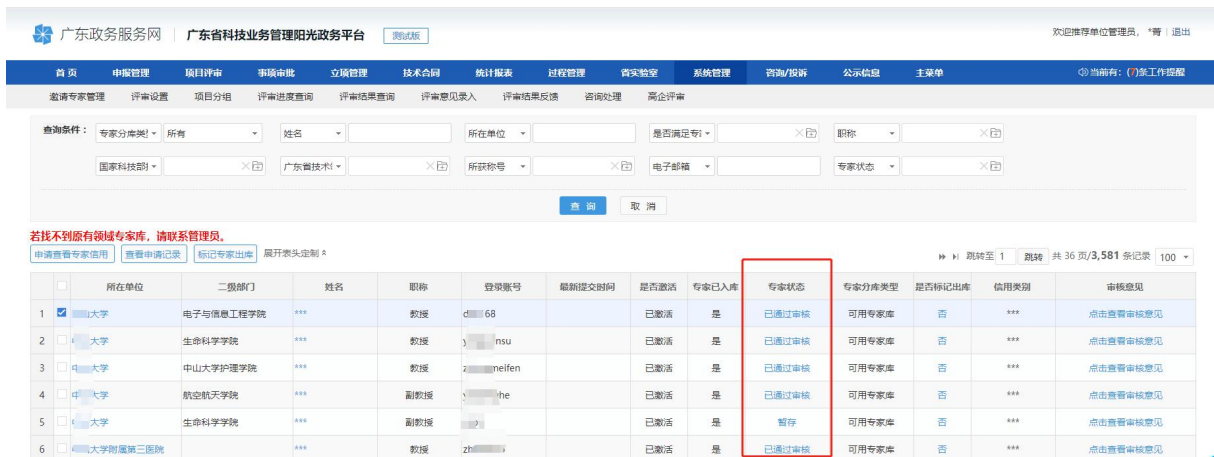 广东政务服务网 广东省科技业务管理阳光政务平台 测试版 欢迎推荐单位管理员， *菁 | 退出
首页 申报管理 项目评审 事项审批 立项管理 技术合同 统计报表 过程管理 省实验室 系统管理 咨询/投诉 公示信息 主菜单 当前有：(7)条工作提醒
邀请专家管理 评审设置 项目分组 评审进度查询 评审结果查询 评审意见录入 评审结果反馈 咨询处理 高企评审
查询条件： 专家分库类 所有 姓名 所在单位 是否满足专 职称
国家科技部 广东省技术 所获称号 电子邮箱 专家状态
查 询 取 消
若找不到原有领域专家库，请联系管理员。
申请查看专家信用 查看申请记录 标记专家出库 展开表头定制 跳转至 1 跳转 共 36 页/3,581 条记录 100
所在单位 二级部门 姓名 职称 登录账号 最新提交时间 是否激活 专家已入库 专家状态 专家分库类型 是否标记出库 信用类别 审核意见
1 大学 电子与信息工程学院 *** 教授 d 68 已激活 是 已通过审核 可用专家库 否 *** 点击查看审核意见
2 大学 生命科学学院 *** 教授 y nsu 已激活 是 已通过审核 可用专家库 否 *** 点击查看审核意见
3 大学 中山大学护理学院 *** 教授 z neifen 已激活 是 已通过审核 可用专家库 否 *** 点击查看审核意见
4 大学 航空航天学院 *** 副教授 y he 已激活 是 已通过审核 可用专家库 否 *** 点击查看审核意见
5 大学 生命科学学院 *** 副教授 已激活 是 暂存 可用专家库 否 *** 点击查看审核意见
6 大学附属第三医院 *** 教授 zh 已激活 是 已通过审核 可用专家库 否 *** 点击查看审核意见